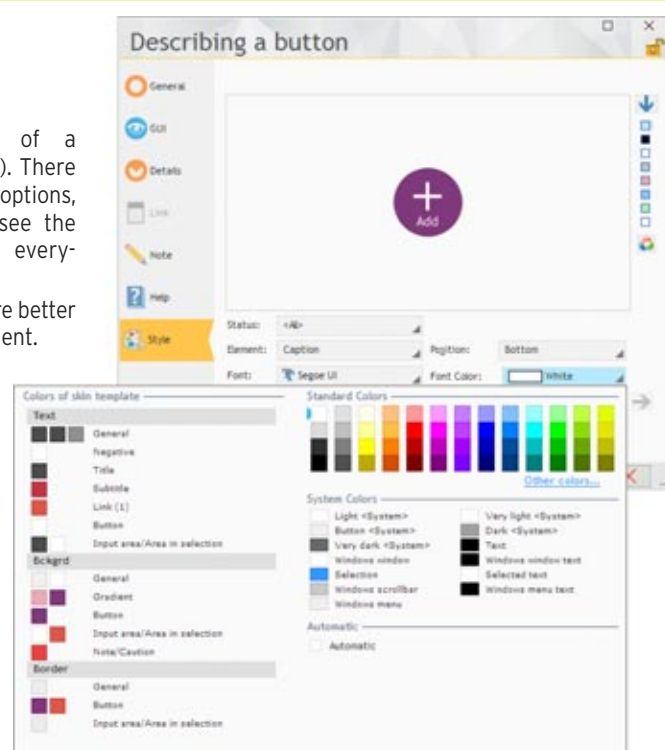 Describing a button
of a
). There
options,
see the
every-
re better
ent.
General
GUI
Details
Link
Note
Help
Style
Add
Status: <All>
Element: Caption Position: Bottom
Font: Segoe UI Font Color: White
Colors of skin template
Text
General
Negative
Title
Subtitle
Link (1)
Button
Input area/Area in selection
Bckgrd
General
Gradient
Button
Input area/Area in selection
Note/Caution
Border
General
Button
Input area/Area in selection
Standard Colors
Other colors...
System Colors
Light <System> Very light <System>
Button <System> Dark <System>
Very dark <System> Text
Windows window Windows window text
Selection Selected text
Windows scrollbar Windows menu text
Windows menu
Automatic
Automatic